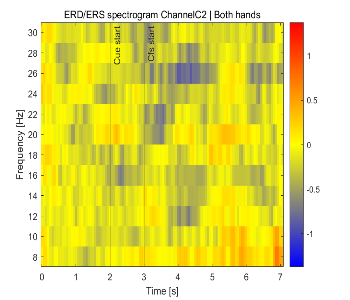 ERD/ERS spectrogram ChannelC2 | Both hands
Frequency [Hz]
30
28
26
24
22
20
18
16
14
12
10
8
Cue start
Cfs start
1
0.5
0
-0.5
-1
0 1 2 3 4 5 6 7
Time [s]